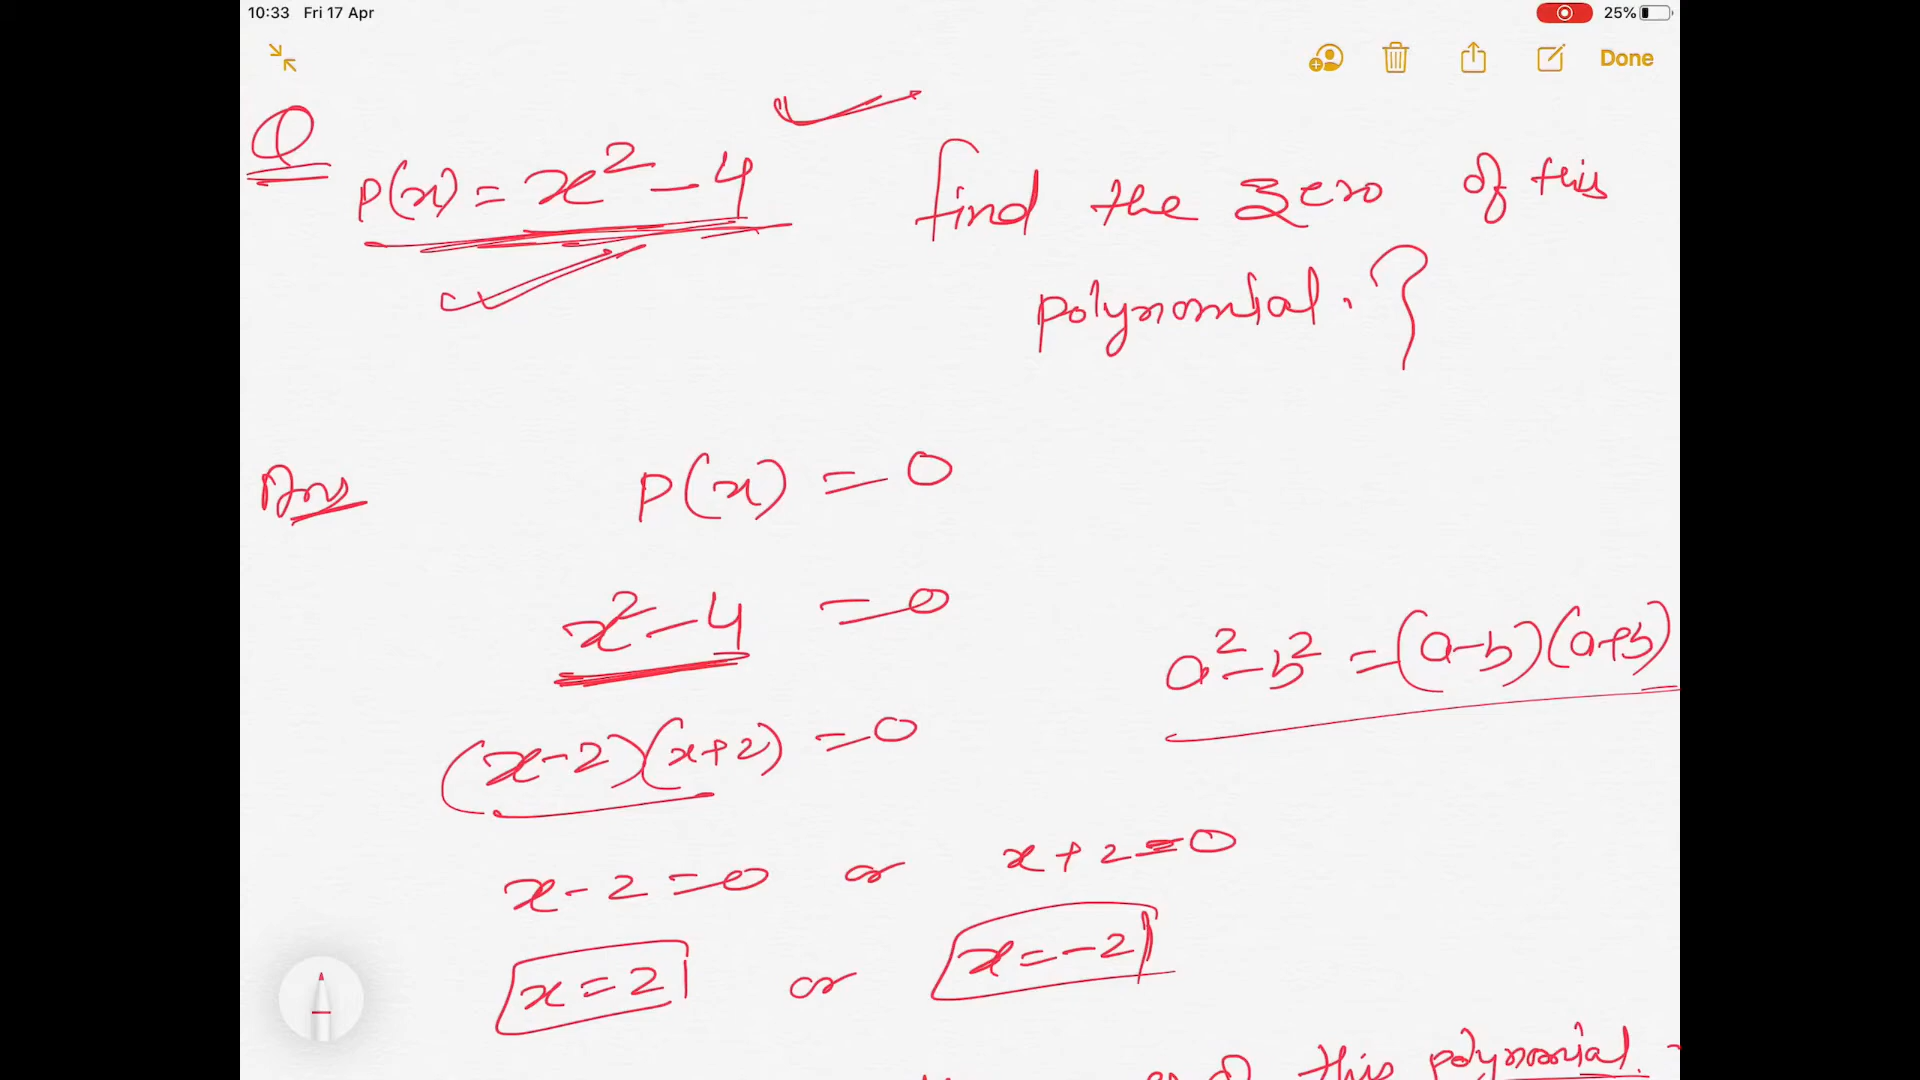 10:33 Fri 17 Apr
25%
Done
Q
P(x) = x² - 4 find the zero of this
polynomial. ?
Ans P(x) = 0
x² - 4 = 0
a² - b² = (a-b)(a+b)
(x-2)(x+2) = 0
x - 2 = 0 or x + 2 = 0
x = 2 or x = -2
of this polynomial.